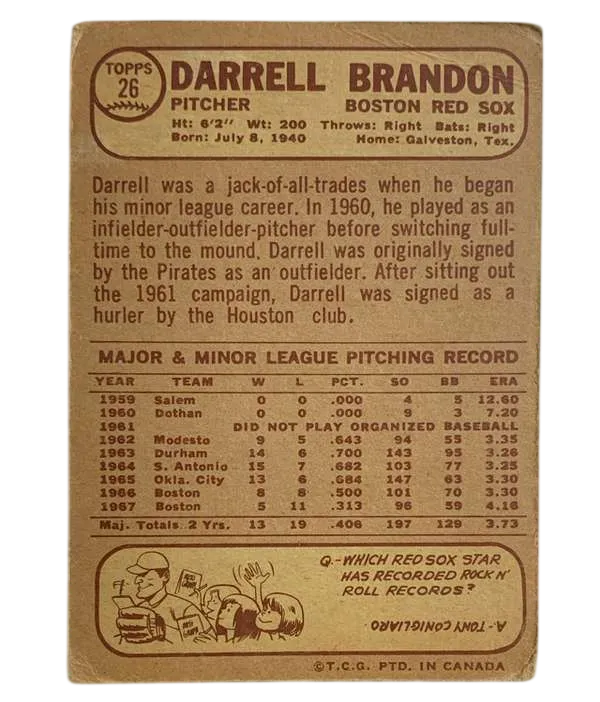 TOPPS
26
DARRELL BRANDON
PITCHER BOSTON RED SOX
Ht: 6'2" Wt: 200 Throws: Right Bats: Right
Born: July 8, 1940 Home: Galveston, Tex.
Darrell was a jack-of-all-trades when he began
his minor league career. In 1960, he played as an
infielder-outfielder-pitcher before switching full-
time to the mound. Darrell was originally signed
by the Pirates as an outfielder. After sitting out
the 1961 campaign, Darrell was signed as a
hurler by the Houston club.
MAJOR & MINOR LEAGUE PITCHING RECORD
YEAR TEAM W L PCT. SO BB ERA
1959 Salem 0 0 .000 4 5 12.60
1960 Dothan 0 0 .000 9 3 7.20
1961 DID NOT PLAY ORGANIZED BASEBALL
1962 Modesto 9 5 .643 94 55 3.35
1963 Durham 14 6 .700 143 95 3.26
1964 S. Antonio 15 7 .682 103 77 3.25
1965 Okla. City 13 6 .684 147 63 3.30
1966 Boston 8 8 .500 101 70 3.30
1967 Boston 5 11 .313 96 59 4.16
Maj. Totals 2 Yrs. 13 19 .406 197 129 3.73
Q.-WHICH RED SOX STAR
HAS RECORDED ROCK N'
ROLL RECORDS?
A.- TONY CONIGLIARO
©T.C.G. PTD. IN CANADA